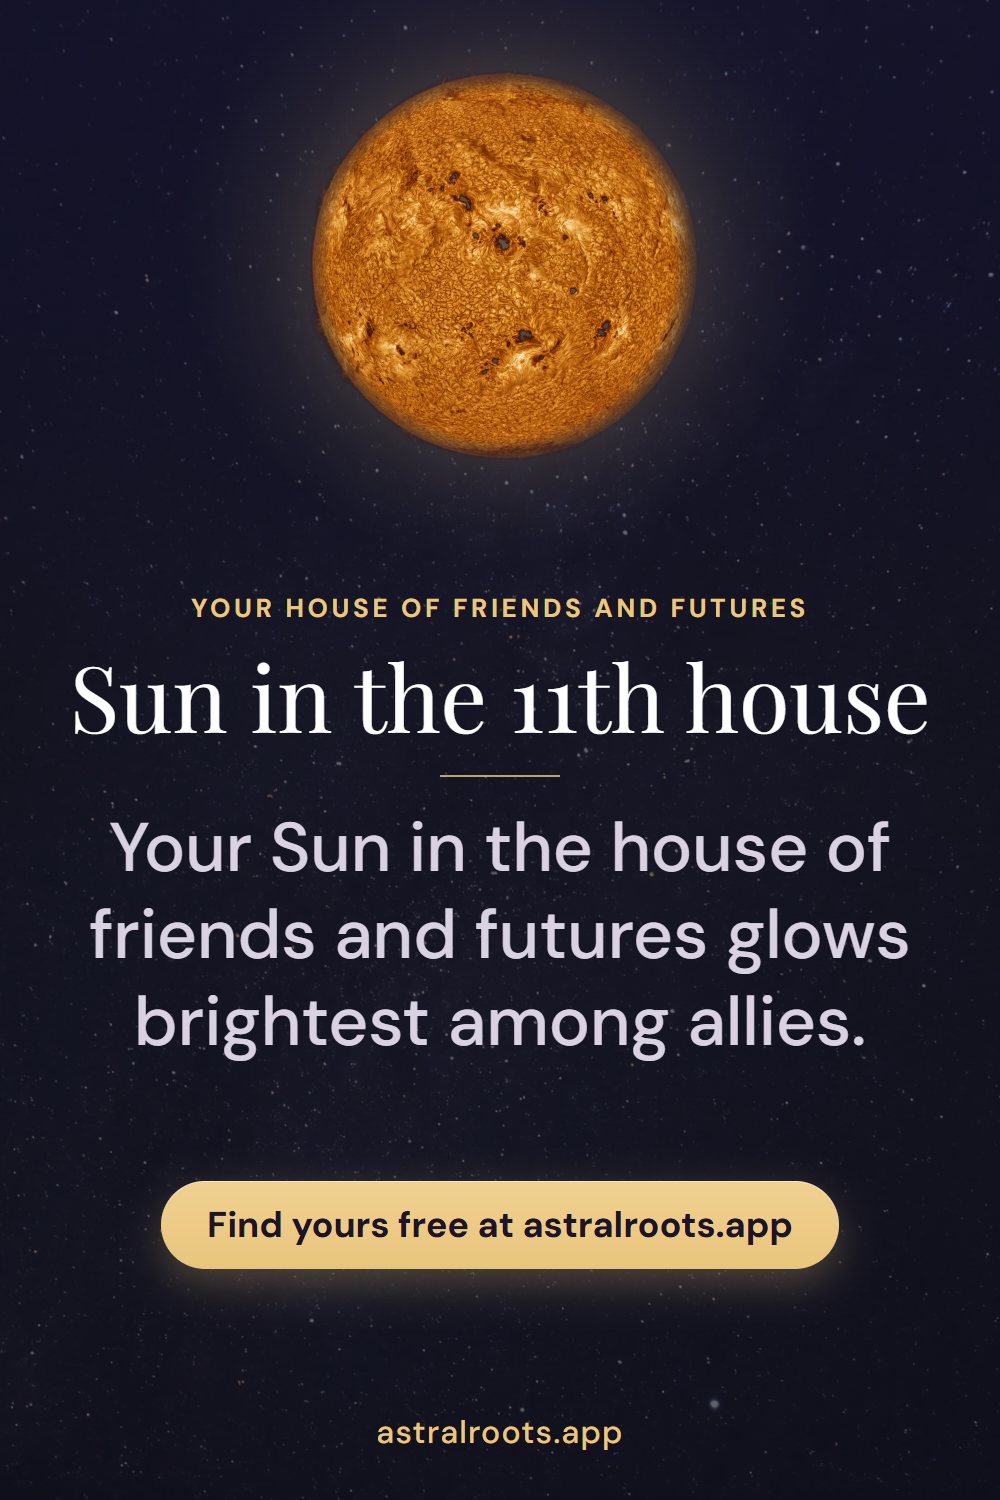 YOUR HOUSE OF FRIENDS AND FUTURES
Sun in the 11th house
Your Sun in the house of
friends and futures glows
brightest among allies.
Find yours free at astralroots.app
astralroots.app